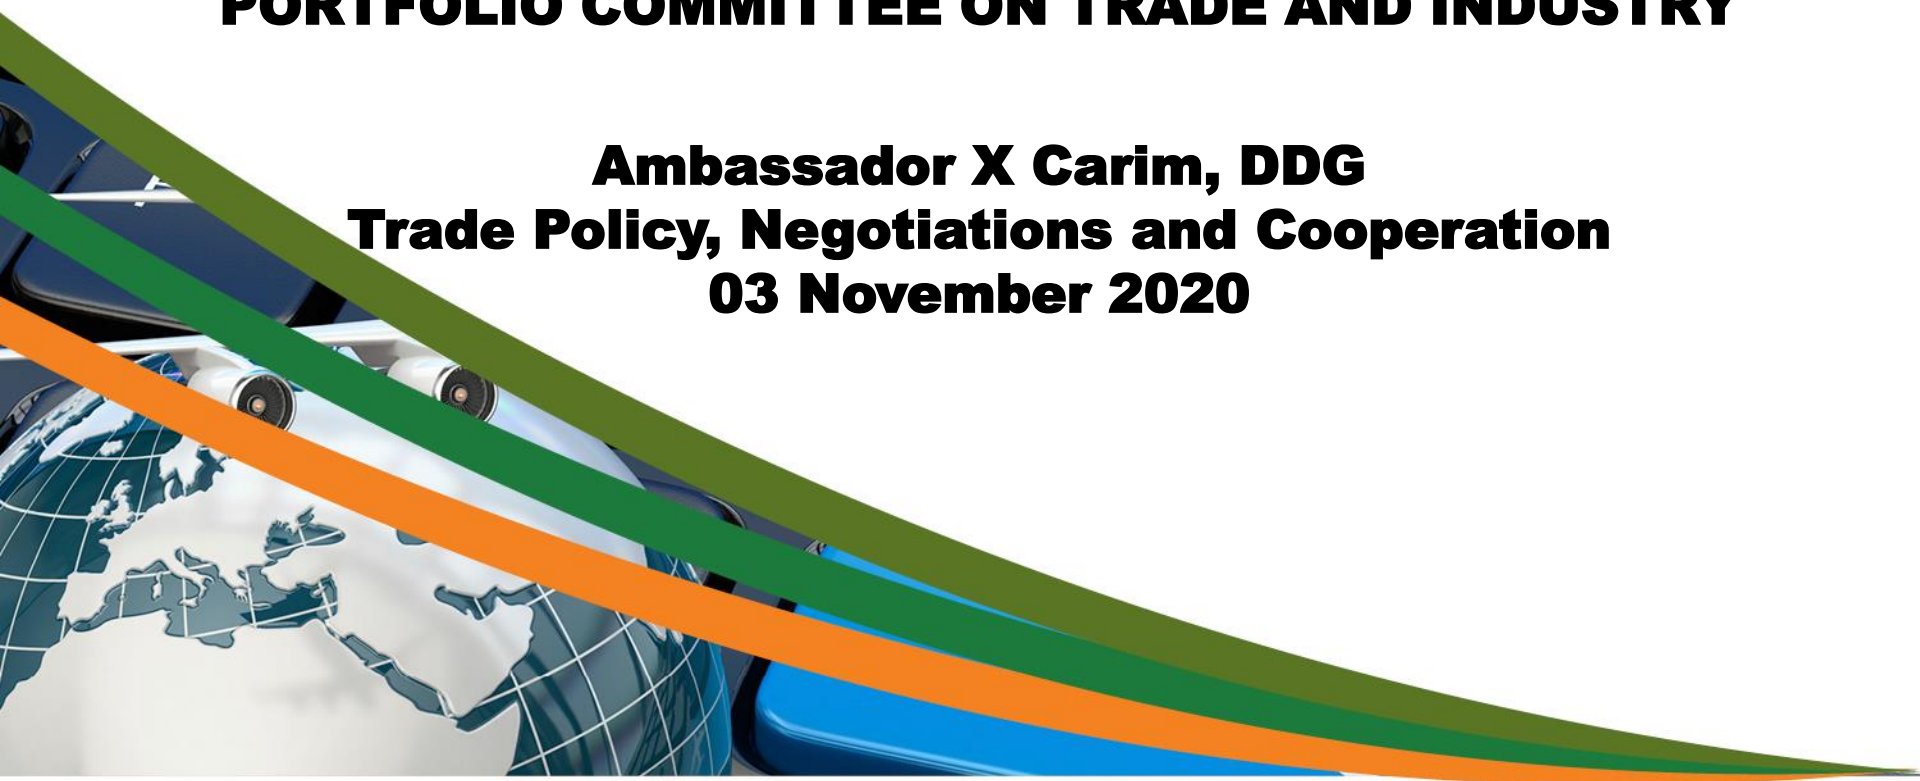 PORTFOLIO COMMITTEE ON TRADE AND INDUSTRY
Ambassador X Carim, DDG
Trade Policy, Negotiations and Cooperation
03 November 2020